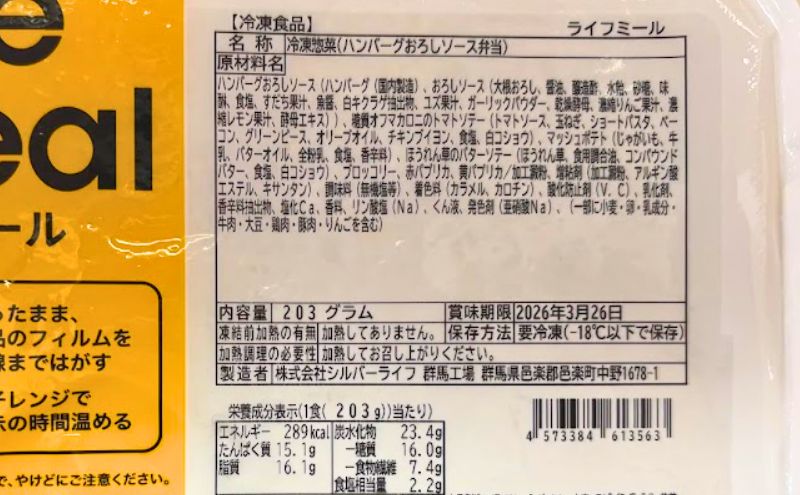 e
eal
ール
ったまま、
品のフィルムを
線まではがす
子レンジで
味の時間温める
で、やけどにご注意ください。
【冷凍食品】
ライフミール
名 称 冷凍惣菜(ハンバーグおろしソース弁当)
原材料名
ハンバーグおろしソース(ハンバーグ(国内製造)、おろしソース(大根おろし、醤油、醸造酢、水飴、砂糖、味
醂、食塩、すだち果汁、魚醤、白キクラゲ抽出物、ユズ果汁、ガーリックパウダー、乾燥酵母、濃縮りんご果汁、濃
縮レモン果汁、酵母エキス))、糖質オフマカロニのトマトソテー(トマトソース、玉ねぎ、ショートパスタ、ベー
コン、グリーンピース、オリーブオイル、チキンブイヨン、食塩、白コショウ)、マッシュポテト(じゃがいも、牛
乳、バターオイル、全粉乳、食塩、香辛料)、ほうれん草のバターソテー(ほうれん草、食用調合油、コンパウンド
バター、食塩、白コショウ)、ブロッコリー、赤パプリカ、黄パプリカ/加工澱粉、増粘剤(加工澱粉、アルギン酸
エステル、キサンタン)、調味料(無機塩等)、着色料(カラメル、カロチン)、酸化防止剤(V.C)、乳化剤、
香辛料抽出物、塩化Ca、香料、リン酸塩(Na)、くん液、発色剤(亜硝酸Na)、(一部に小麦・卵・乳成分・
牛肉・大豆・鶏肉・豚肉・りんごを含む)
内容量 203グラム 賞味期限 2026年3月26日
凍結前加熱の有無 加熱してありません。 保存方法 要冷凍(-18℃以下で保存)
加熱調理の必要性 加熱してお召し上がりください。
製造者 株式会社シルバーライフ 群馬工場 群馬県邑楽郡邑楽町中野1678-1
栄養成分表示(1食(203g))当たり)
エネルギー 289kcal 炭水化物 23.4g
たんぱく質 15.1g −糖質 16.0g
脂質 16.1g −食物繊維 7.4g
食塩相当量 2.2g
4 573384 613563